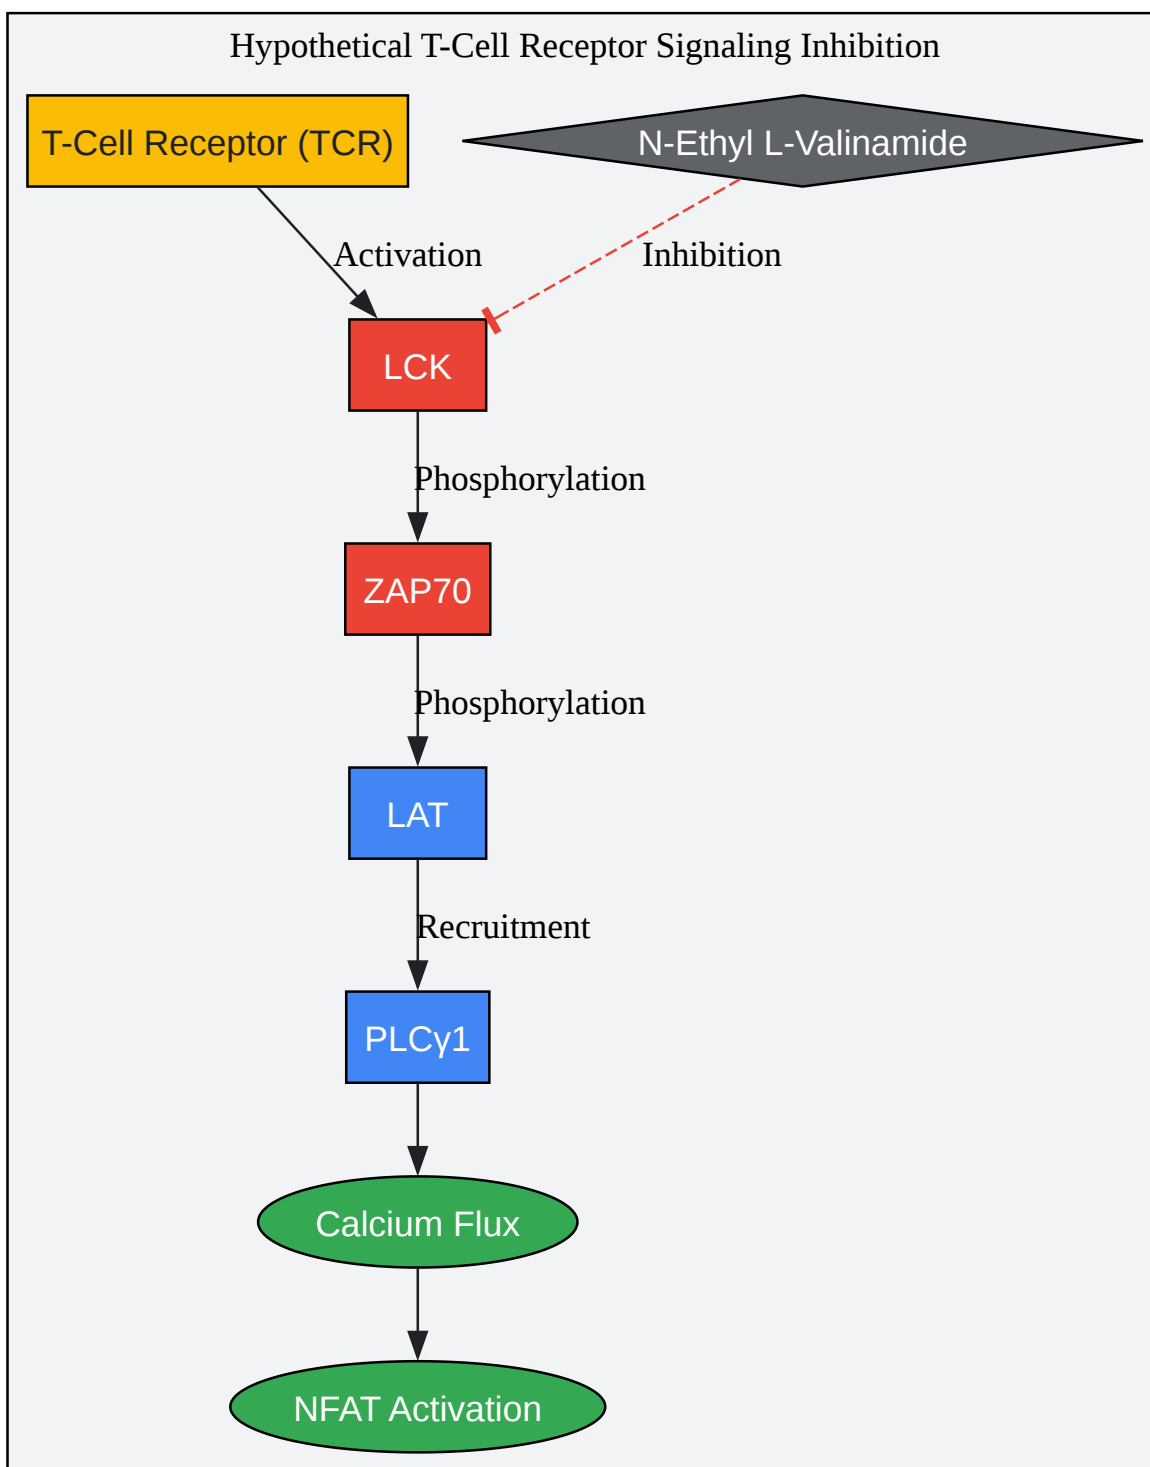 Hypothetical T-Cell Receptor Signaling Inhibition
T-Cell Receptor (TCR)
N-Ethyl L-Valinamide
Activation
Inhibition
LCK
Phosphorylation
ZAP70
Phosphorylation
LAT
Recruitment
PLCγ1
Calcium Flux
NFAT Activation